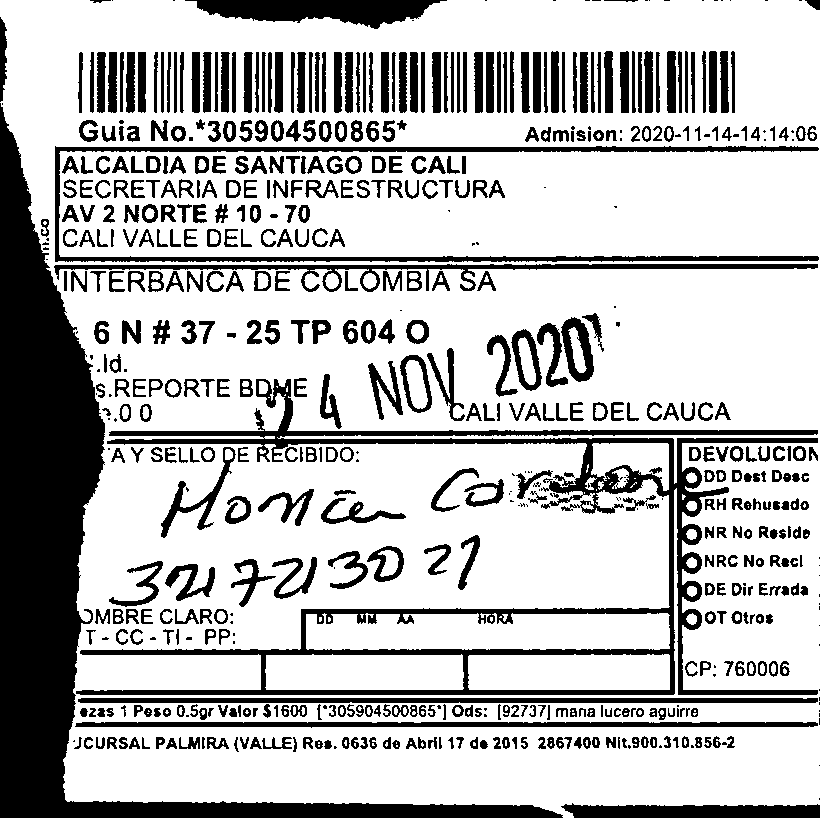 Guia No.*305904500865*
Admision: 2020-11-14-14:14:06
ALCALDIA DE SANTIAGO DE CALI
SECRETARIA DE INFRAESTRUCTURA
AV 2 NORTE # 10 - 70
CALI VALLE DEL CAUCA
INTERBANCA DE COLOMBIA SA
6 N # 37 - 25 TP 604 O
.Id.
s.REPORTE BDME
24 NOV 2020
.0 0
CALI VALLE DEL CAUCA
A Y SELLO DE RECIBIDO:
DEVOLUCION
DD Dest Desc
RH Rehusado
NR No Reside
NRC No Recl
DE Dir Errada
OT Otros
3217213027
OMBRE CLARO:
T - CC - TI - PP:
DD MM AA HORA
CP: 760006
ezas 1 Peso 0.5gr Valor $1600 [*305904500865*] Ods: [92737] maria lucero aguirre
UCURSAL PALMIRA (VALLE) Res. 0636 de Abril 17 de 2015 2867400 Nit.900.310.856-2